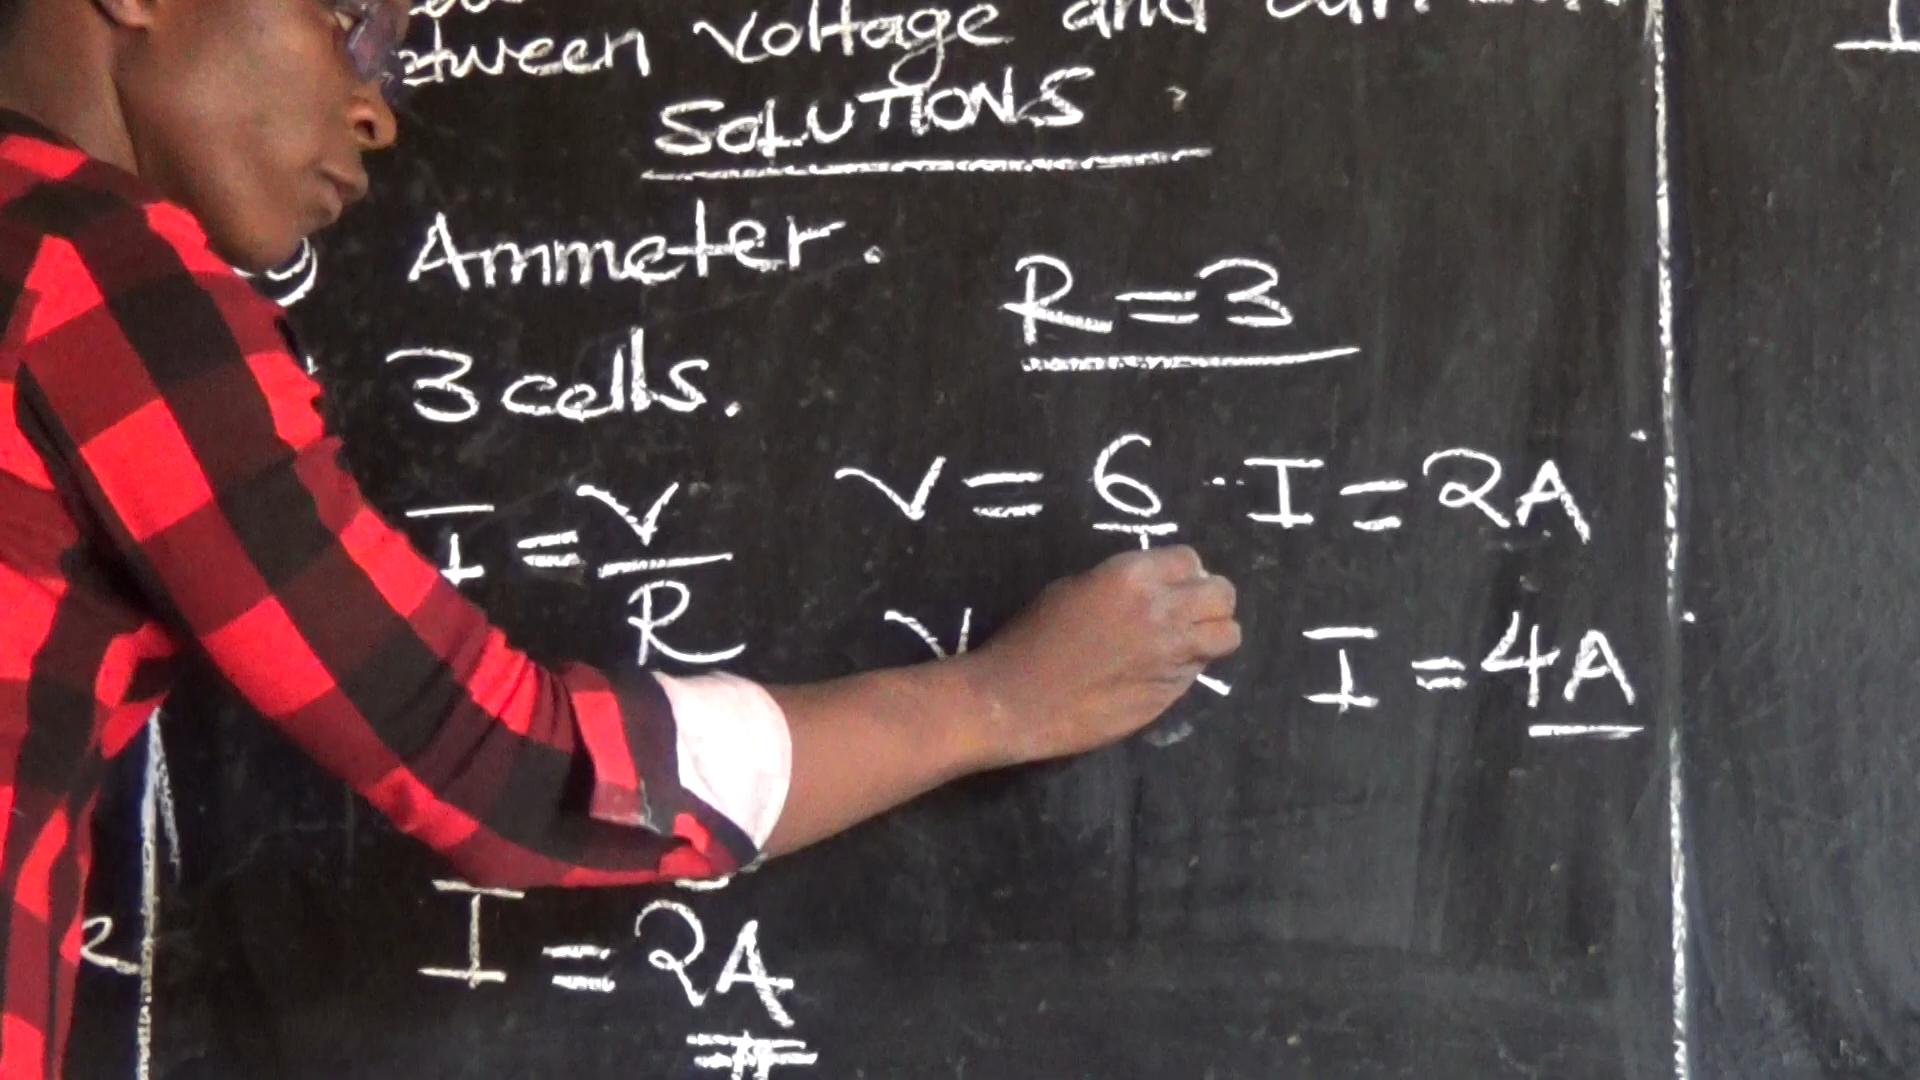 between voltage and
SOLUTIONS
Ammeter.
R = 3
3 cells.
I = V/R
V = 6 I = 2A
V I = 4A
I = 2A